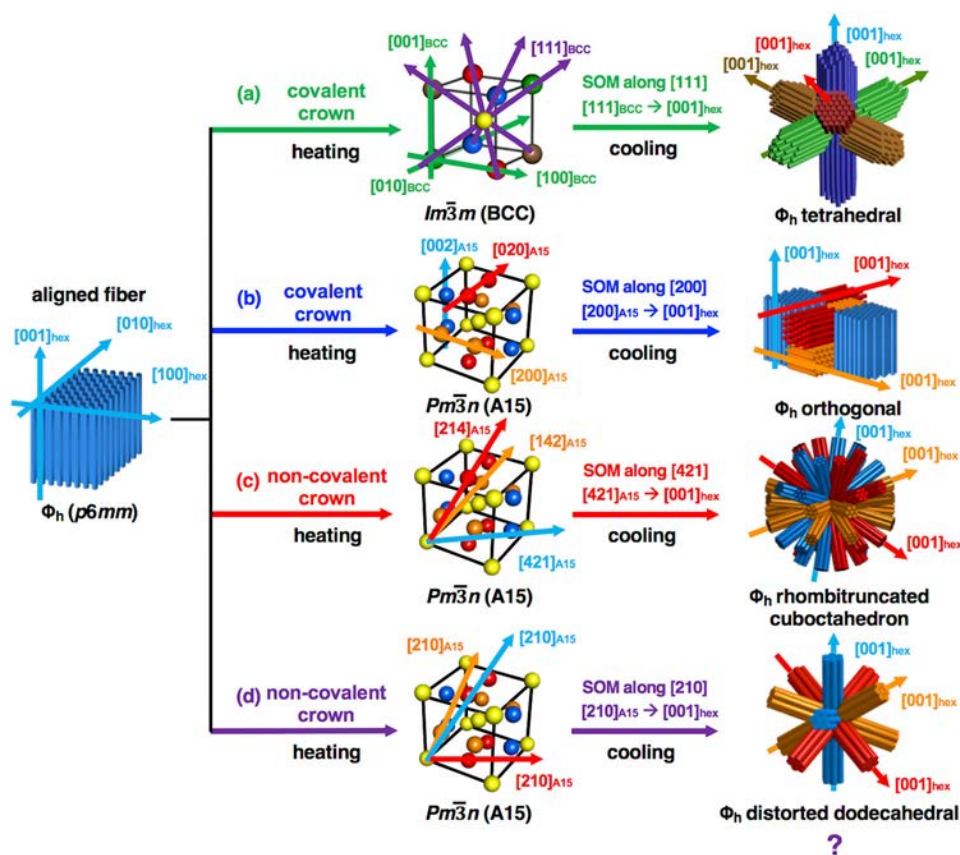 aligned fiber
[001]hex
[010]hex
[100]hex
Φh (p6mm)
(a)
covalent
crown
heating
[001]BCC
[111]BCC
[010]BCC
[100]BCC
Im3̅m (BCC)
SOM along [111]
[111]BCC → [001]hex
cooling
[001]hex
[001]hex
[001]hex
[001]hex
Φh tetrahedral
(b)
covalent
crown
heating
[002]A15
[020]A15
[200]A15
Pm3̅n (A15)
SOM along [200]
[200]A15 → [001]hex
cooling
[001]hex
[001]hex
[001]hex
Φh orthogonal
(c)
non-covalent
crown
heating
[214]A15
[142]A15
[421]A15
Pm3̅n (A15)
SOM along [421]
[421]A15 → [001]hex
cooling
[001]hex
[001]hex
[001]hex
Φh rhombitruncated
cuboctahedron
(d)
non-covalent
crown
heating
[210]A15
[210]A15
[210]A15
Pm3̅n (A15)
SOM along [210]
[210]A15 → [001]hex
cooling
[001]hex
[001]hex
[001]hex
Φh distorted dodecahedral
?